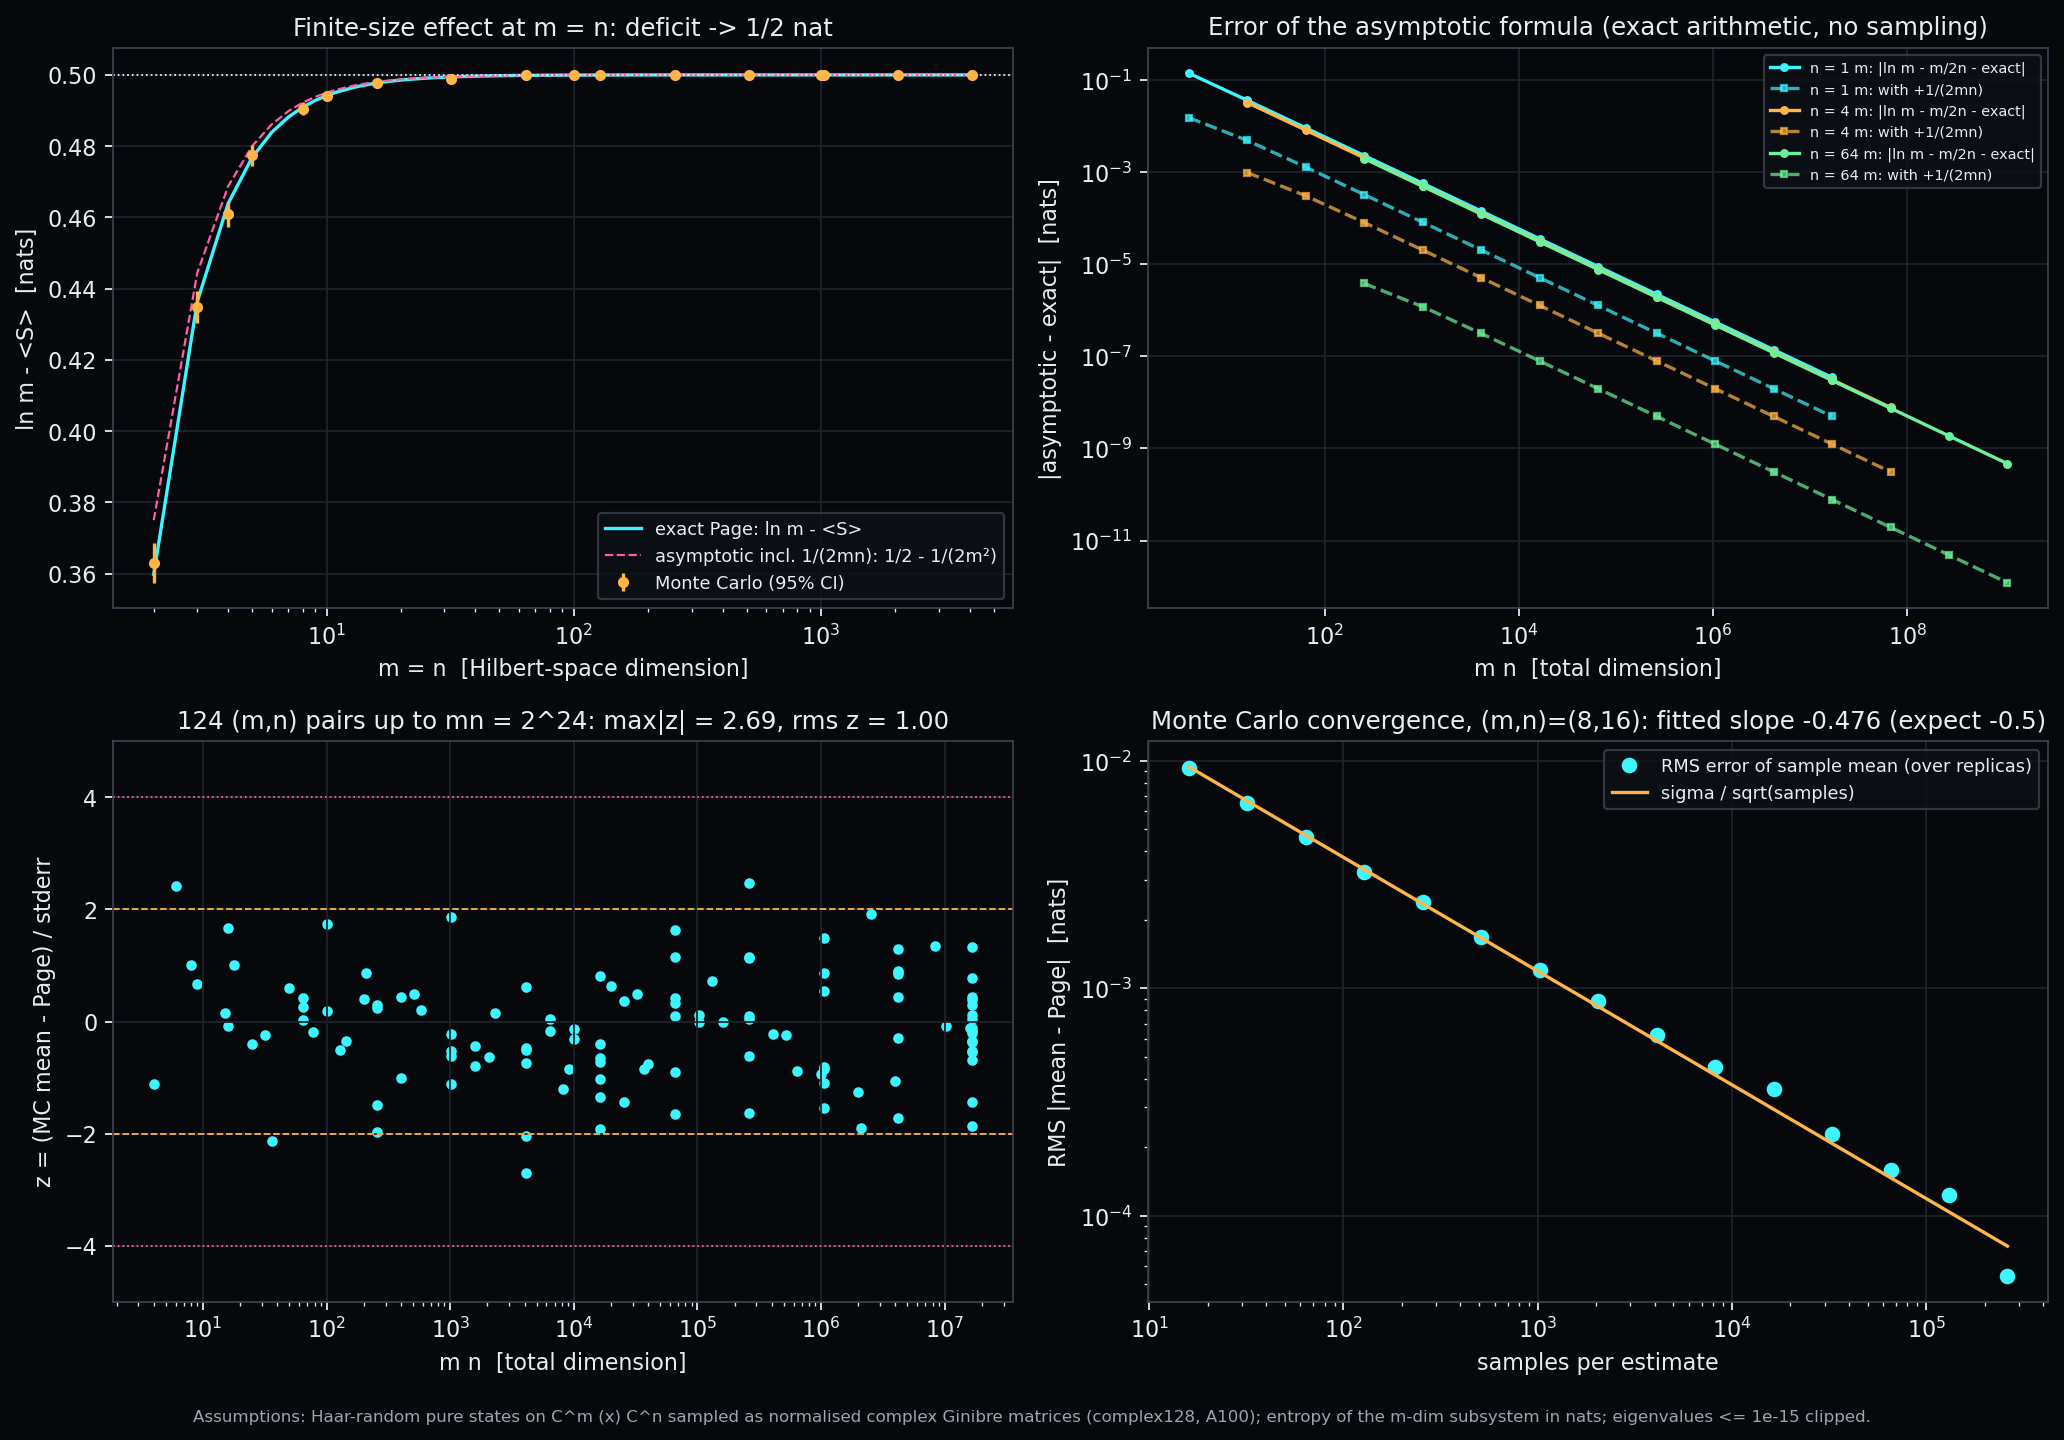 Finite-size effect at m = n: deficit -> 1/2 nat
ln m - <S> [nats]
0.50
0.48
0.46
0.44
0.42
0.40
0.38
0.36
exact Page: ln m - <S>
asymptotic incl. 1/(2mn): 1/2 - 1/(2m²)
Monte Carlo (95% CI)
10¹
10²
10³
m = n [Hilbert-space dimension]
Error of the asymptotic formula (exact arithmetic, no sampling)
|asymptotic - exact| [nats]
10⁻¹
10⁻³
10⁻⁵
10⁻⁷
10⁻⁹
10⁻¹¹
n = 1 m: |ln m - m/2n - exact|
n = 1 m: with +1/(2mn)
n = 4 m: |ln m - m/2n - exact|
n = 4 m: with +1/(2mn)
n = 64 m: |ln m - m/2n - exact|
n = 64 m: with +1/(2mn)
10²
10⁴
10⁶
10⁸
m n [total dimension]
124 (m,n) pairs up to mn = 2^24: max|z| = 2.69, rms z = 1.00
z = (MC mean - Page) / stderr
4
2
0
−2
−4
10¹
10²
10³
10⁴
10⁵
10⁶
10⁷
m n [total dimension]
Monte Carlo convergence, (m,n)=(8,16): fitted slope -0.476 (expect -0.5)
RMS |mean - Page| [nats]
10⁻²
10⁻³
10⁻⁴
RMS error of sample mean (over replicas)
sigma / sqrt(samples)
10¹
10²
10³
10⁴
10⁵
samples per estimate
Assumptions: Haar-random pure states on C^m (x) C^n sampled as normalised complex Ginibre matrices (complex128, A100); entropy of the m-dim subsystem in nats; eigenvalues <= 1e-15 clipped.